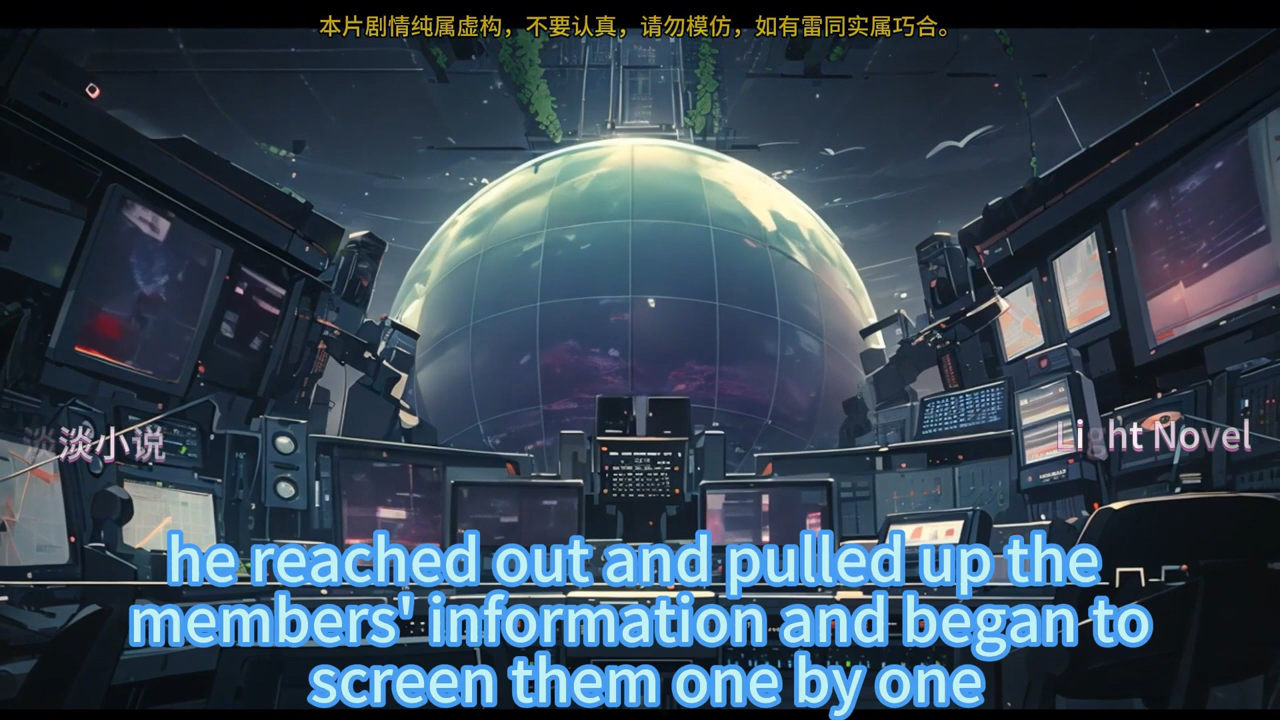 本片剧情纯属虚构，不要认真，请勿模仿，如有雷同实属巧合。
淡淡小说
Light Novel
he reached out and pulled up the
members' information and began to
screen them one by one